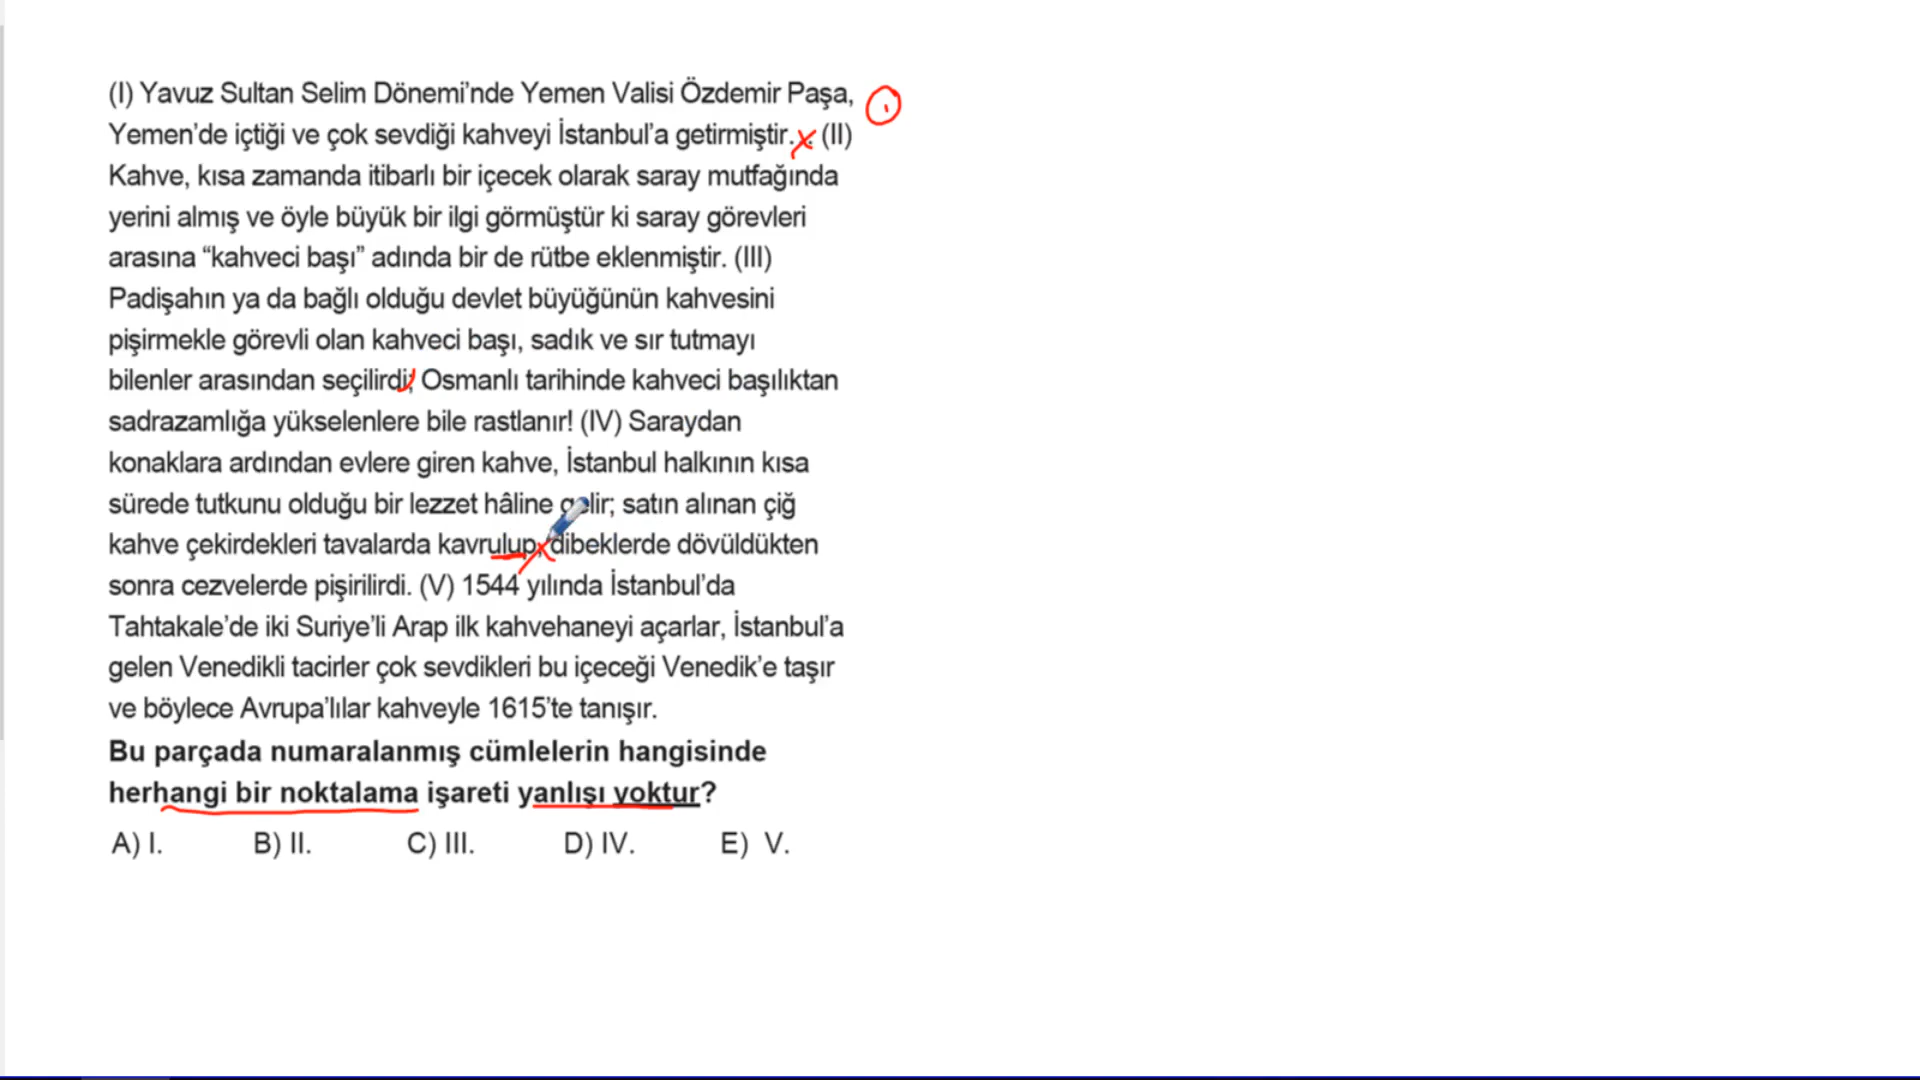 (I) Yavuz Sultan Selim Dönemi’nde Yemen Valisi Özdemir Paşa,
Yemen’de içtiği ve çok sevdiği kahveyi İstanbul’a getirmiştir. . (II)
Kahve, kısa zamanda itibarlı bir içecek olarak saray mutfağında
yerini almış ve öyle büyük bir ilgi görmüştür ki saray görevleri
arasına “kahveci başı” adında bir de rütbe eklenmiştir. (III)
Padişahın ya da bağlı olduğu devlet büyüğünün kahvesini
pişirmekle görevli olan kahveci başı, sadık ve sır tutmayı
bilenler arasından seçilirdi; Osmanlı tarihinde kahveci başılıktan
sadrazamlığa yükselenlere bile rastlanır! (IV) Saraydan
konaklara ardından evlere giren kahve, İstanbul halkının kısa
sürede tutkunu olduğu bir lezzet hâline gelir; satın alınan çiğ
kahve çekirdekleri tavalarda kavrulup, dibeklerde dövüldükten
sonra cezvelerde pişirilirdi. (V) 1544 yılında İstanbul’da
Tahtakale’de iki Suriye’li Arap ilk kahvehaneyi açarlar, İstanbul’a
gelen Venedikli tacirler çok sevdikleri bu içeceği Venedik’e taşır
ve böylece Avrupa’lılar kahveyle 1615’te tanışır.
Bu parçada numaralanmış cümlelerin hangisinde
herhangi bir noktalama işareti yanlışı yoktur?
A) I. B) II. C) III. D) IV. E) V.